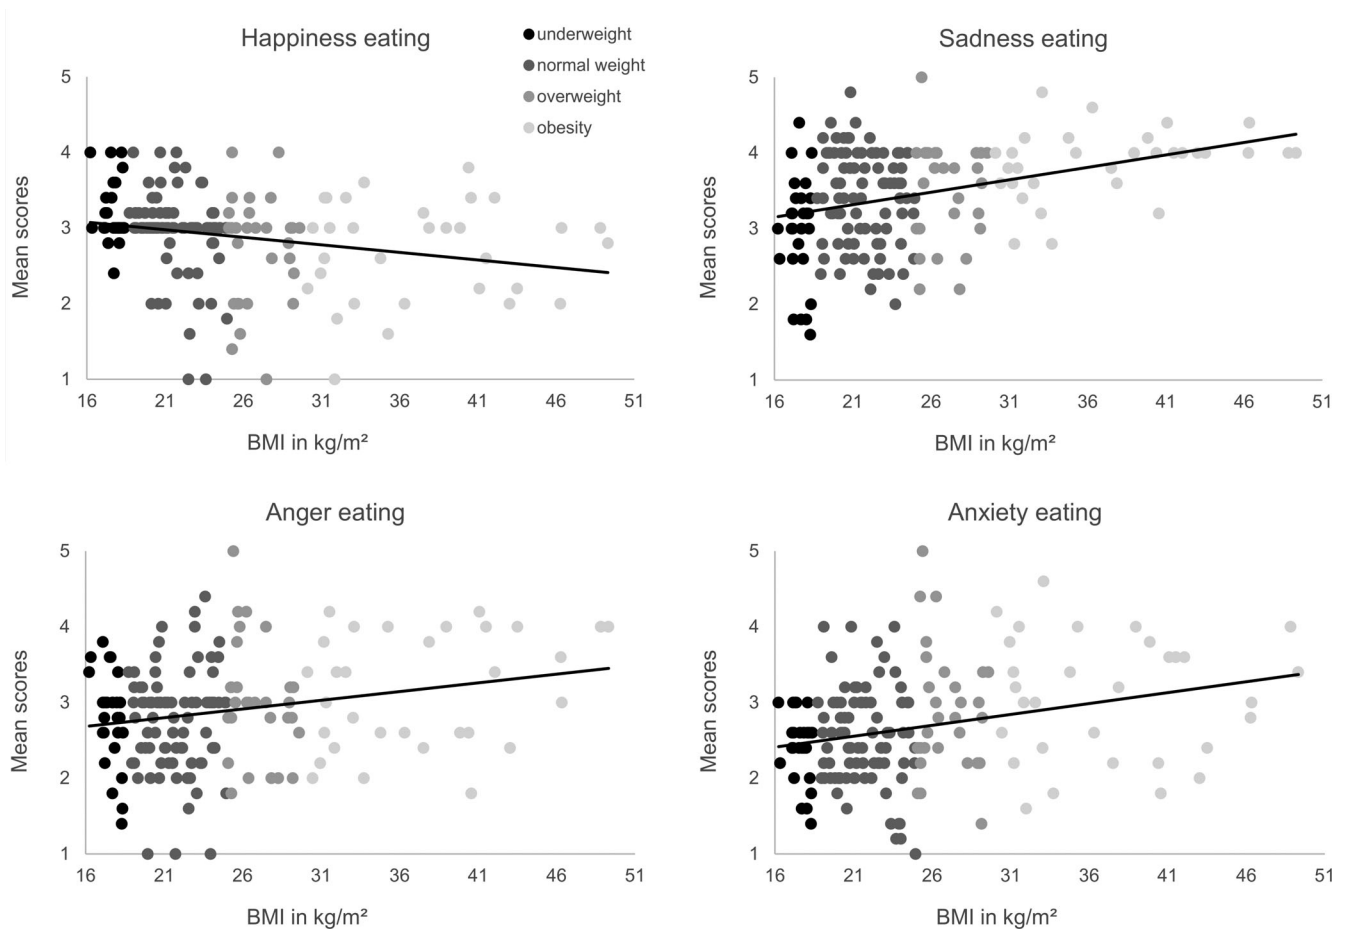 Happiness eating
underweight
normal weight
overweight
obesity
5
4
3
2
1
Mean scores
16 21 26 31 36 41 46 51
BMI in kg/m²
Sadness eating
5
4
3
2
1
Mean scores
16 21 26 31 36 41 46 51
BMI in kg/m²
Anger eating
5
4
3
2
1
Mean scores
16 21 26 31 36 41 46 51
BMI in kg/m²
Anxiety eating
5
4
3
2
1
Mean scores
16 21 26 31 36 41 46 51
BMI in kg/m²